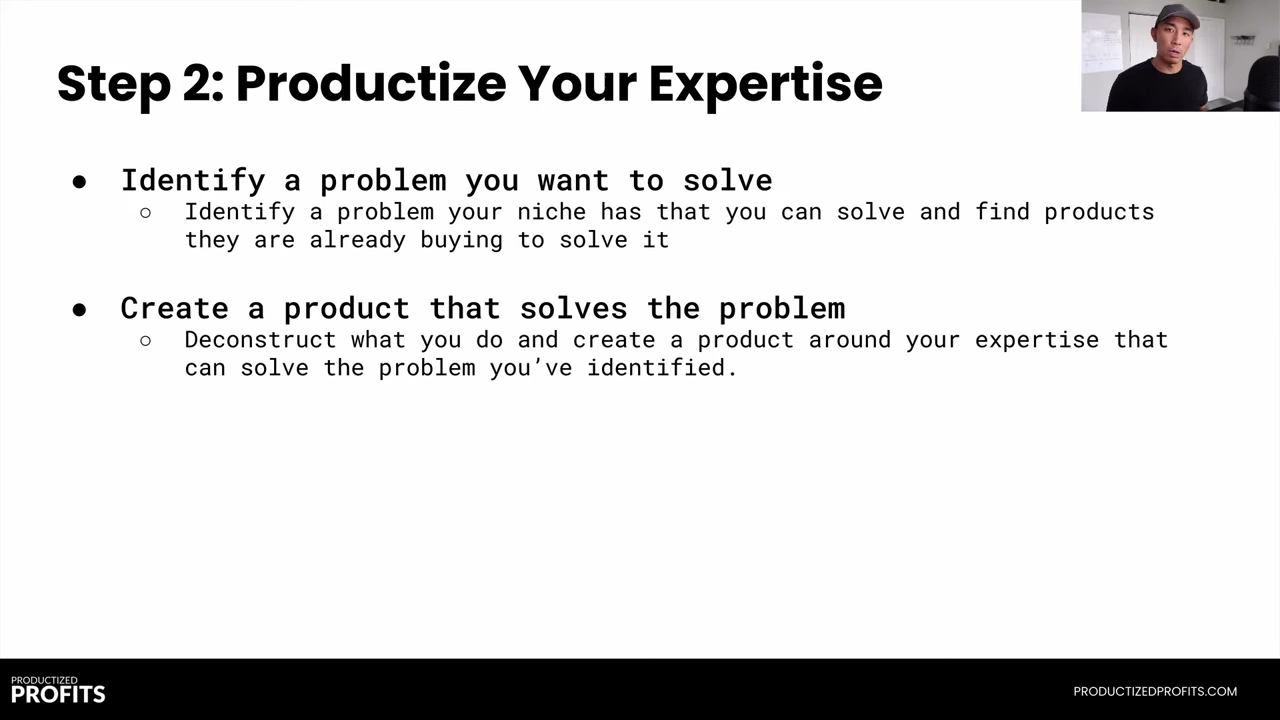 Step 2: Productize Your Expertise
● Identify a problem you want to solve
○ Identify a problem your niche has that you can solve and find products
they are already buying to solve it
● Create a product that solves the problem
○ Deconstruct what you do and create a product around your expertise that
can solve the problem you’ve identified.
PRODUCTIZED
PROFITS
PRODUCTIZEDPROFITS.COM